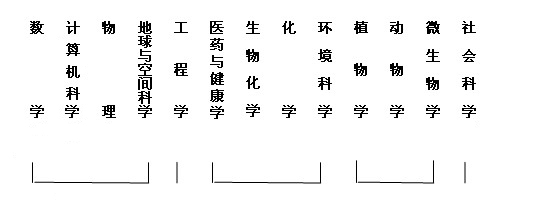 数学
计算机科学
物理
地球与空间科学
工程学
医药与健康学
生物化学
化学
环境科学
植物学
动物学
微生物学
社会科学